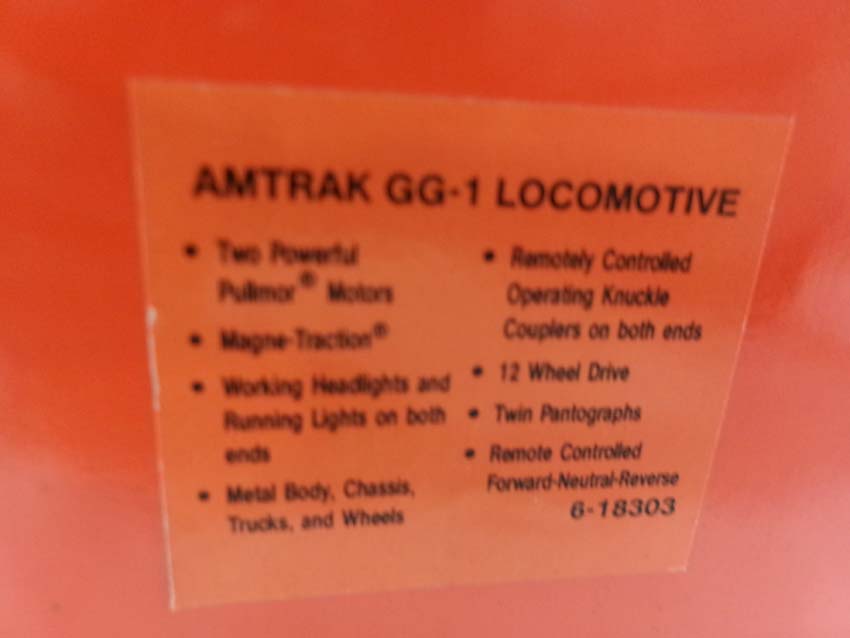 AMTRAK GG-1 LOCOMOTIVE
• Two Powerful
Pullmor® Motors
• Magne-Traction®
• Working Headlights and
Running Lights on both
ends
• Metal Body, Chassis,
Trucks, and Wheels
• Remotely Controlled
Operating Knuckle
Couplers on both ends
• 12 Wheel Drive
• Twin Pantographs
• Remote Controlled
Forward-Neutral-Reverse
6-18303